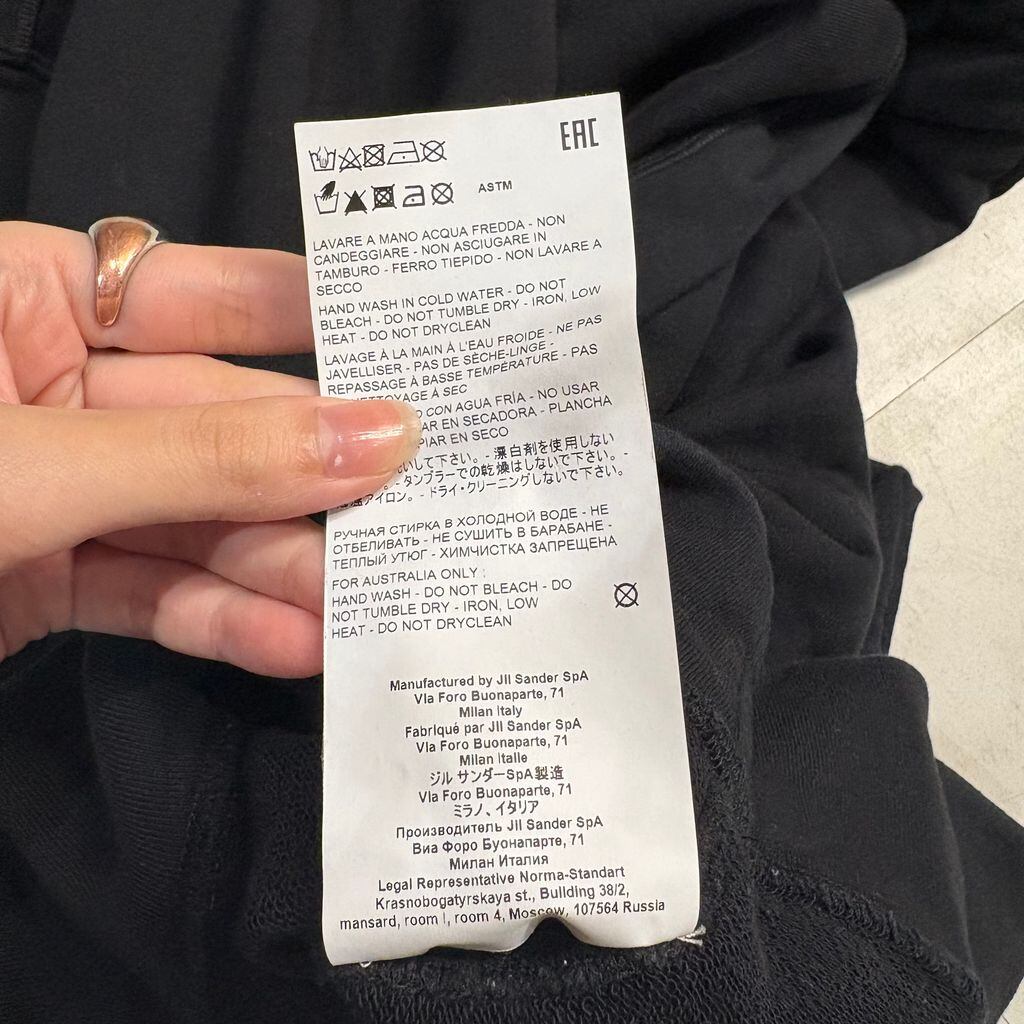 EAC
ASTM
LAVARE A MANO ACQUA FREDDA - NON
CANDEGGIARE - NON ASCIUGARE IN
TAMBURO - FERRO TIEPIDO - NON LAVARE A
SECCO
HAND WASH IN COLD WATER - DO NOT
BLEACH - DO NOT TUMBLE DRY - IRON, LOW
HEAT - DO NOT DRYCLEAN
LAVAGE À LA MAIN À L'EAU FROIDE - NE PAS
JAVELLISER - PAS DE SÈCHE-LINGE -
REPASSAGE À BASSE TEMPÉRATURE - PAS
À SEC
CON AGUA FRÍA - NO USAR
EN SECADORA - PLANCHA
EN SECO
して下さい。- 漂白剤を使用しない
- タンブラーでの乾燥はしないで下さい。-
アイロン。- ドライ・クリーニングしないで下さい。
РУЧНАЯ СТИРКА В ХОЛОДНОЙ ВОДЕ - НЕ
ОТБЕЛИВАТЬ - НЕ СУШИТЬ В БАРАБАНЕ -
ТЕПЛЫЙ УТЮГ - ХИМЧИСТКА ЗАПРЕЩЕНА
FOR AUSTRALIA ONLY :
HAND WASH - DO NOT BLEACH - DO
NOT TUMBLE DRY - IRON, LOW
HEAT - DO NOT DRYCLEAN
Manufactured by Jil Sander SpA
Via Foro Buonaparte, 71
Milan Italy
Fabriqué par Jil Sander SpA
Via Foro Buonaparte, 71
Milan Italie
ジル サンダーSpA製造
Via Foro Buonaparte, 71
ミラノ、イタリア
Производитель Jil Sander SpA
Виа Форо Буонапарте, 71
Милан Италия
Legal Representative Norma-Standart
Krasnobogatyrskaya st., Building 38/2,
mansard, room I, room 4, Moscow, 107564 Russia